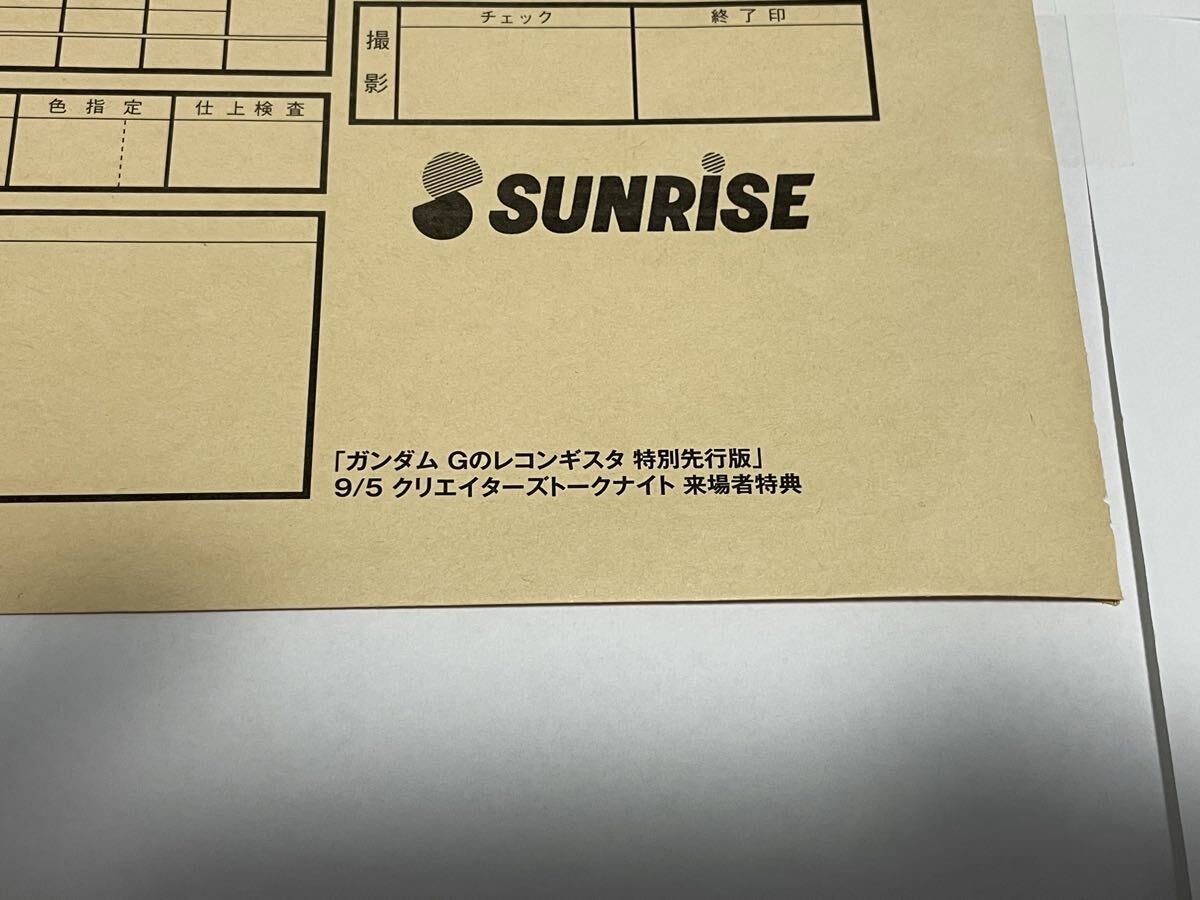 チェック
終了印
撮影
色指定
仕上検査
SUNRiSE
「ガンダム Gのレコンギスタ 特別先行版」
9/5 クリエイターズトークナイト 来場者特典